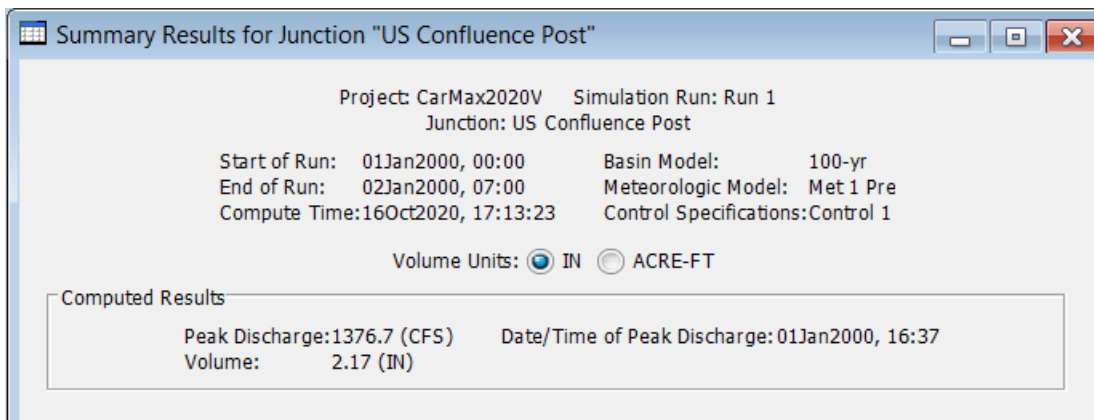 Summary Results for Junction "US Confluence Post"
Project: CarMax2020V Simulation Run: Run 1
Junction: US Confluence Post
Start of Run: 01Jan2000, 00:00 Basin Model: 100-yr
End of Run: 02Jan2000, 07:00 Meteorologic Model: Met 1 Pre
Compute Time:16Oct2020, 17:13:23 Control Specifications:Control 1
Volume Units: IN ACRE-FT
Computed Results
Peak Discharge:1376.7 (CFS) Date/Time of Peak Discharge:01Jan2000, 16:37
Volume: 2.17 (IN)